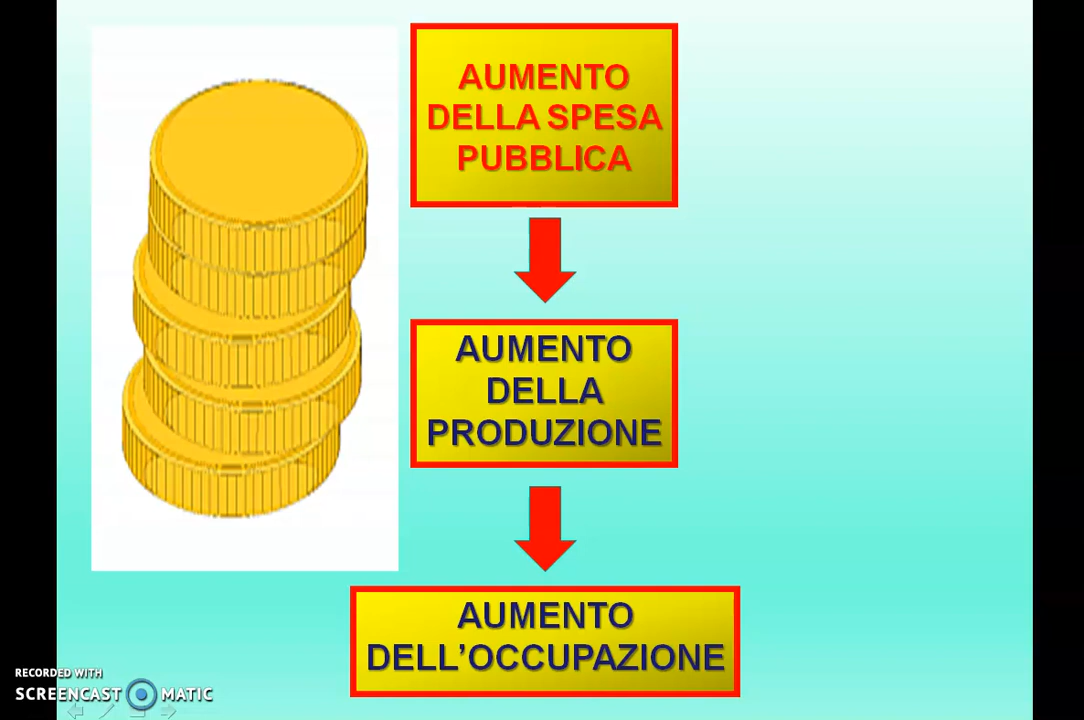 AUMENTO
DELLA SPESA
PUBBLICA
AUMENTO
DELLA
PRODUZIONE
AUMENTO
DELL’OCCUPAZIONE
RECORDED WITH
SCREENCAST MATIC